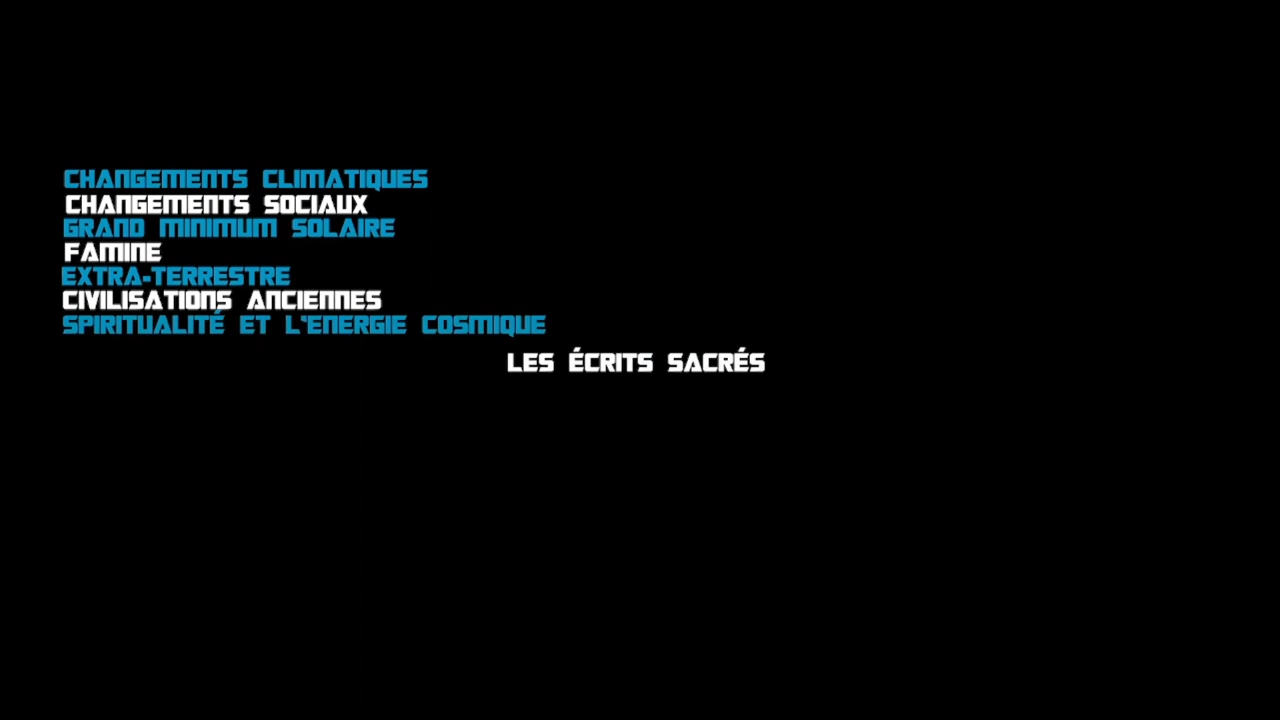 CHANGEMENTS CLIMATIQUES
CHANGEMENTS SOCIAUX
GRAND MINIMUM SOLAIRE
FAMINE
EXTRA-TERRESTRE
CIVILISATIONS ANCIENNES
SPIRITUALITÉ ET L'ENERGIE COSMIQUE
LES ÉCRITS SACRÉS